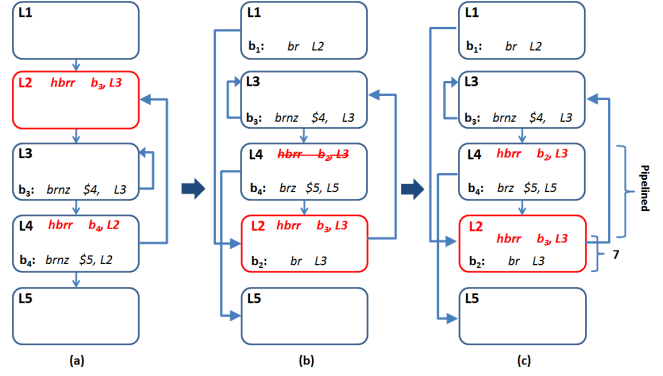 L1
L2 hbrr b3, L3
L3
b3: brnz $4, L3
L4 hbrr b4, L2
b4: brnz $5, L2
L5
(a)
L1
b1: br L2
L3
b3: brnz $4, L3
L4 hbrr b2, L3
b4: brz $5, L5
L2 hbrr b3, L3
b2: br L3
L5
(b)
L1
b1: br L2
L3
b3: brnz $4, L3
L4 hbrr b2, L3
b4: brz $5, L5
L2
hbrr b3, L3
b2: br L3
L5
(c)
Pipelined
7